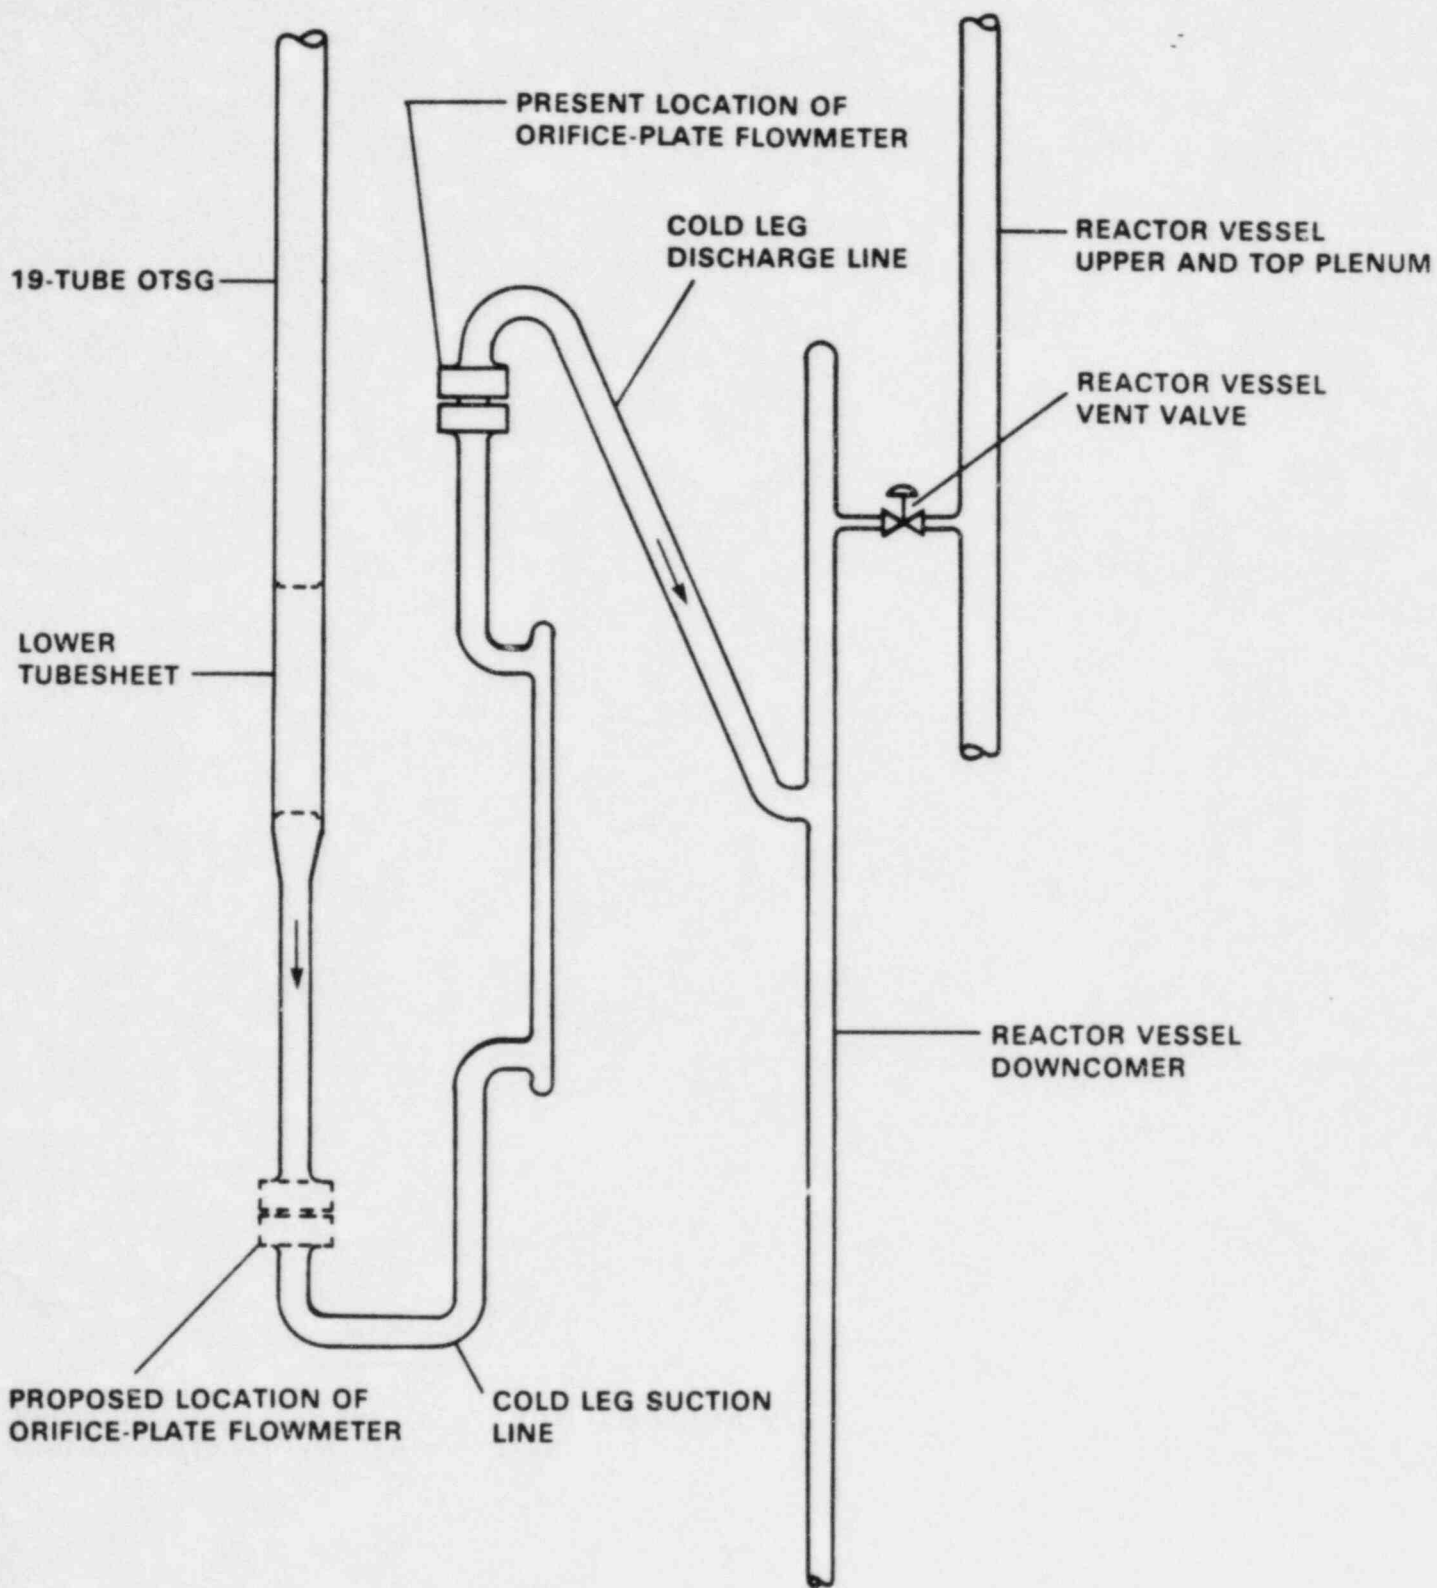 PRESENT LOCATION OF
ORIFICE-PLATE FLOWMETER
COLD LEG
DISCHARGE LINE
REACTOR VESSEL
UPPER AND TOP PLENUM
19-TUBE OTSG
REACTOR VESSEL
VENT VALVE
LOWER
TUBESHEET
REACTOR VESSEL
DOWNCOMER
PROPOSED LOCATION OF
ORIFICE-PLATE FLOWMETER
COLD LEG SUCTION
LINE